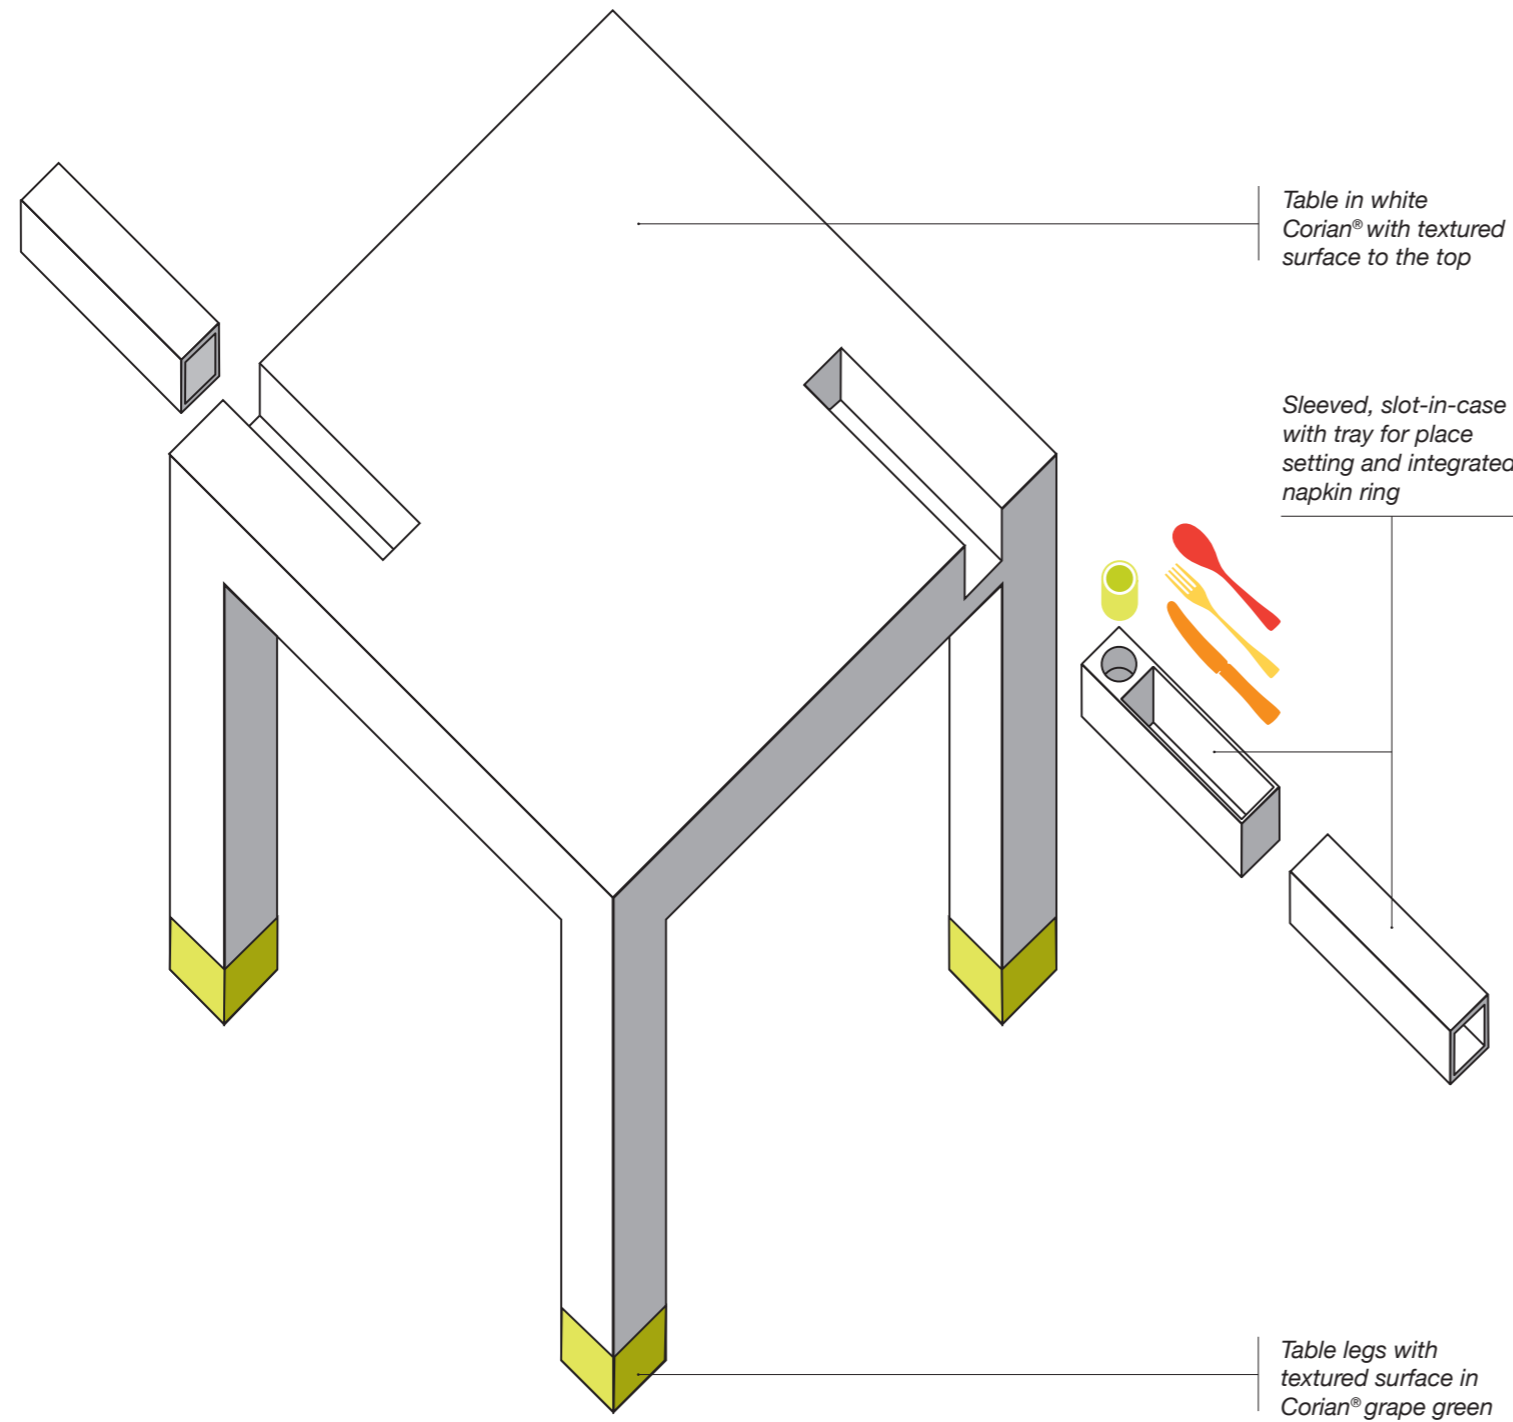 Table in white
Corian® with textured
surface to the top
Sleeved, slot-in-case
with tray for place
setting and integrated
napkin ring
Table legs with
textured surface in
Corian® grape green